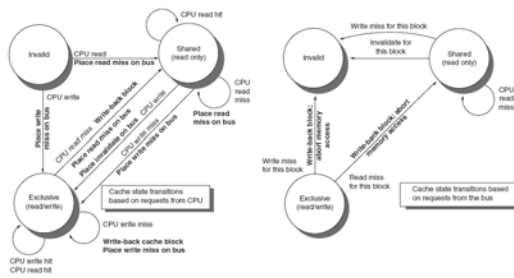 CPU read hit
Invalid
CPU read
Place read miss on bus
Shared
(read only)
CPU write
Place write
miss on bus
CPU
read
miss
Place read
miss on bus
CPU read miss
Write-back block
Place read miss on bus
CPU write
Place invalidate on bus
CPU write miss
Place write miss on bus
Exclusive
(read/write)
Cache state transitions
based on requests from CPU
CPU write miss
Write-back cache block
Place write miss on bus
CPU write hit
CPU read hit
Write miss for this block
Invalid
Invalidate for
this block
Shared
(read only)
CPU
read
miss
Write-back block;
abort memory
access
Write-back block; abort
memory access
Write miss
for this block
Read miss
for this block
Exclusive
(read/write)
Cache state transitions based
on requests from the bus